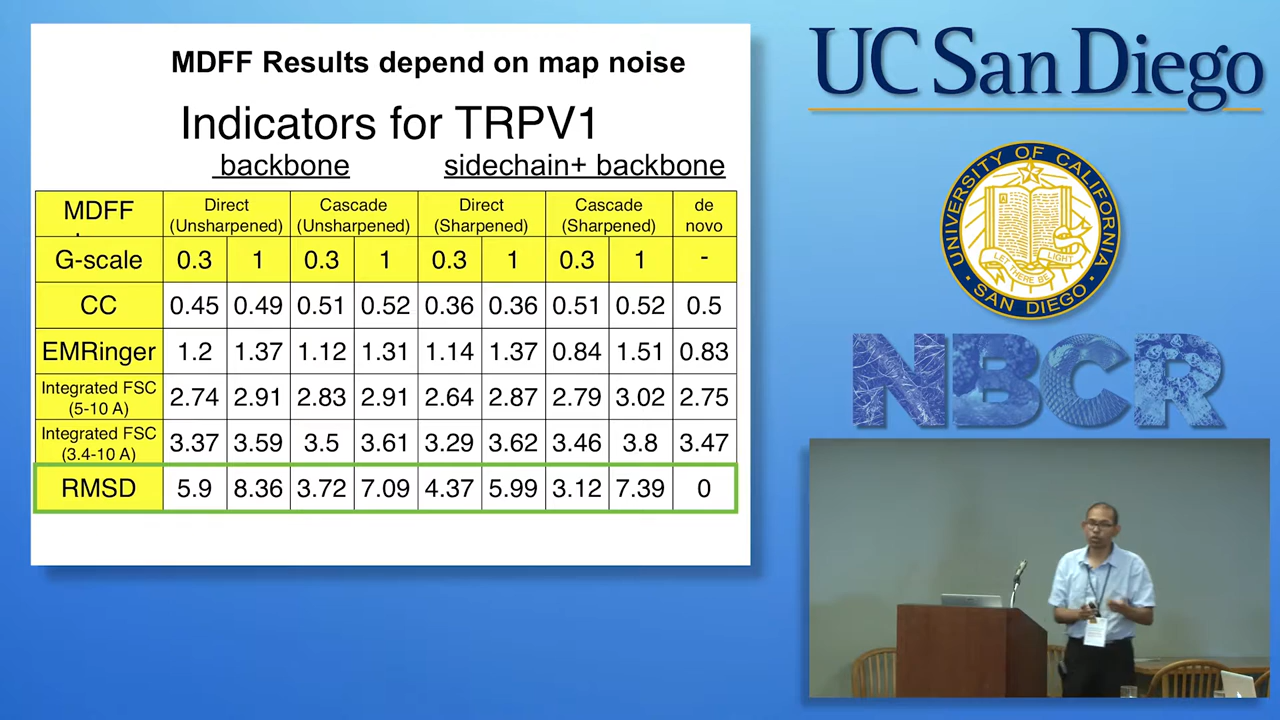 MDFF Results depend on map noise
Indicators for TRPV1
backbone sidechain+ backbone
MDFF Direct (Unsharpened) Cascade (Unsharpened) Direct (Sharpened) Cascade (Sharpened) de novo
G-scale 0.3 1 0.3 1 0.3 1 0.3 1 -
CC 0.45 0.49 0.51 0.52 0.36 0.36 0.51 0.52 0.5
EMRinger 1.2 1.37 1.12 1.31 1.14 1.37 0.84 1.51 0.83
Integrated FSC (5-10 A) 2.74 2.91 2.83 2.91 2.64 2.87 2.79 3.02 2.75
Integrated FSC (3.4-10 A) 3.37 3.59 3.5 3.61 3.29 3.62 3.46 3.8 3.47
RMSD 5.9 8.36 3.72 7.09 4.37 5.99 3.12 7.39 0
UC San Diego
UNIVERSITY OF CALIFORNIA
LET THERE BE LIGHT
SAN DIEGO
NBCR